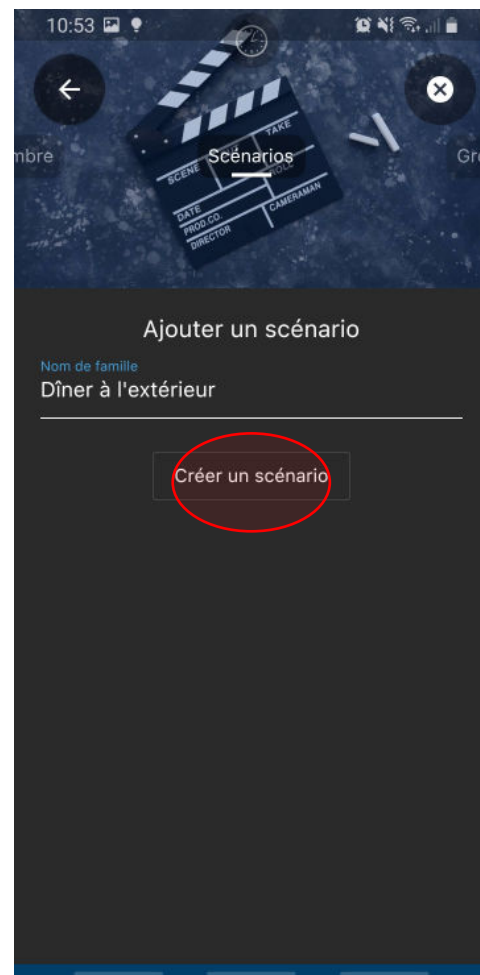 10:53
mbre
Scénarios
Gr
SCENE
TAKE
ROLL
DATE
PROD.CO.
DIRECTOR
CAMERAMAN
Ajouter un scénario
Nom de famille
Dîner à l'extérieur
Créer un scénario